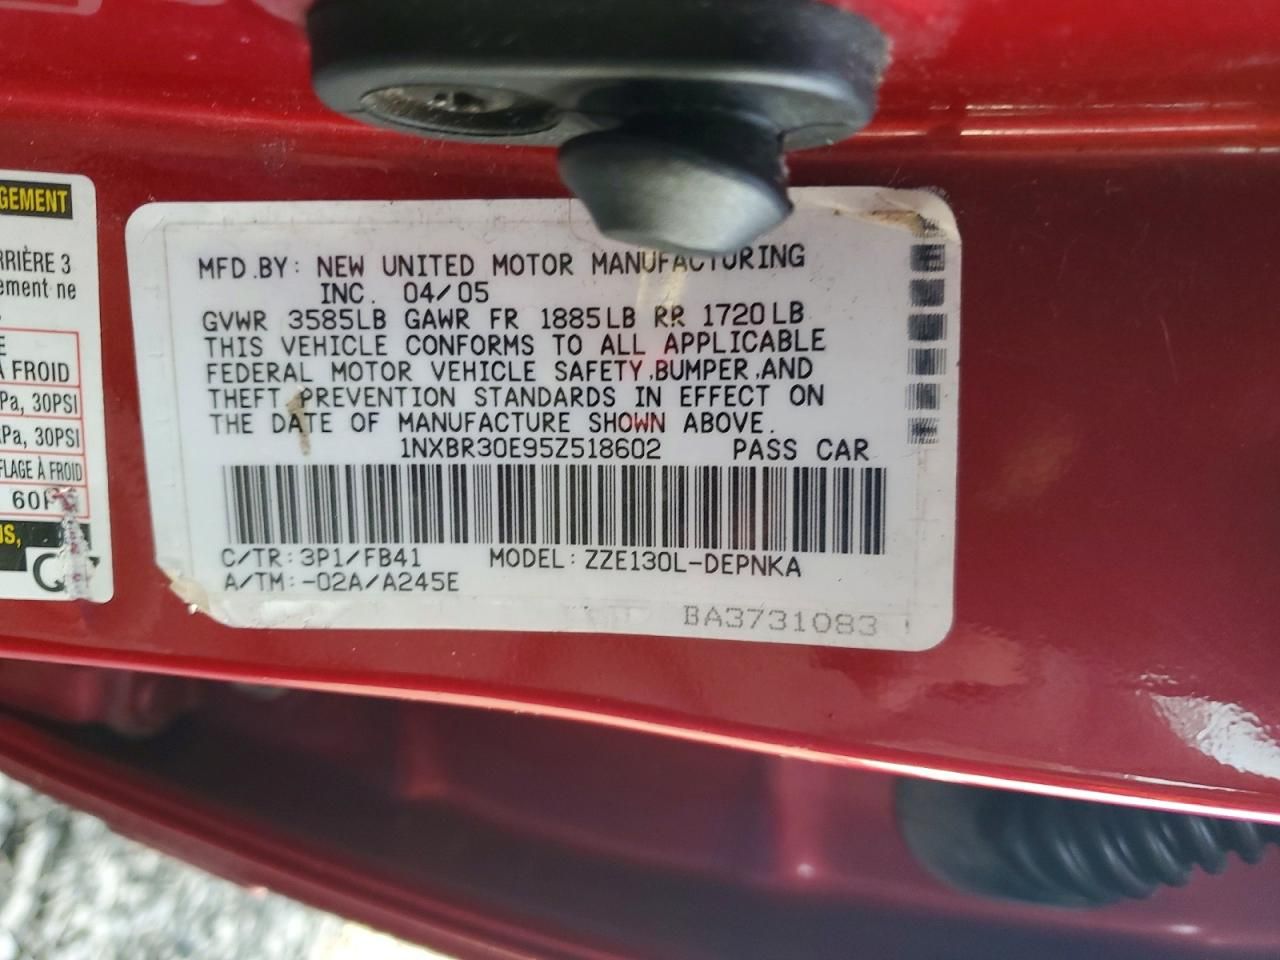 GEMENT
RRIÈRE 3
ement ne
À FROID
Pa, 30PSI
Pa, 30PSI
FLAGE À FROID
60P
MFD.BY: NEW UNITED MOTOR MANUFACTURING
INC. 04/05
GVWR 3585LB GAWR FR 1885LB RR 1720LB
THIS VEHICLE CONFORMS TO ALL APPLICABLE
FEDERAL MOTOR VEHICLE SAFETY,BUMPER,AND
THEFT PREVENTION STANDARDS IN EFFECT ON
THE DATE OF MANUFACTURE SHOWN ABOVE.
1NXBR30E95Z518602 PASS CAR
C/TR:3P1/FB41 MODEL:ZZE130L-DEPNKA
A/TM:-02A/A245E
BA3731083